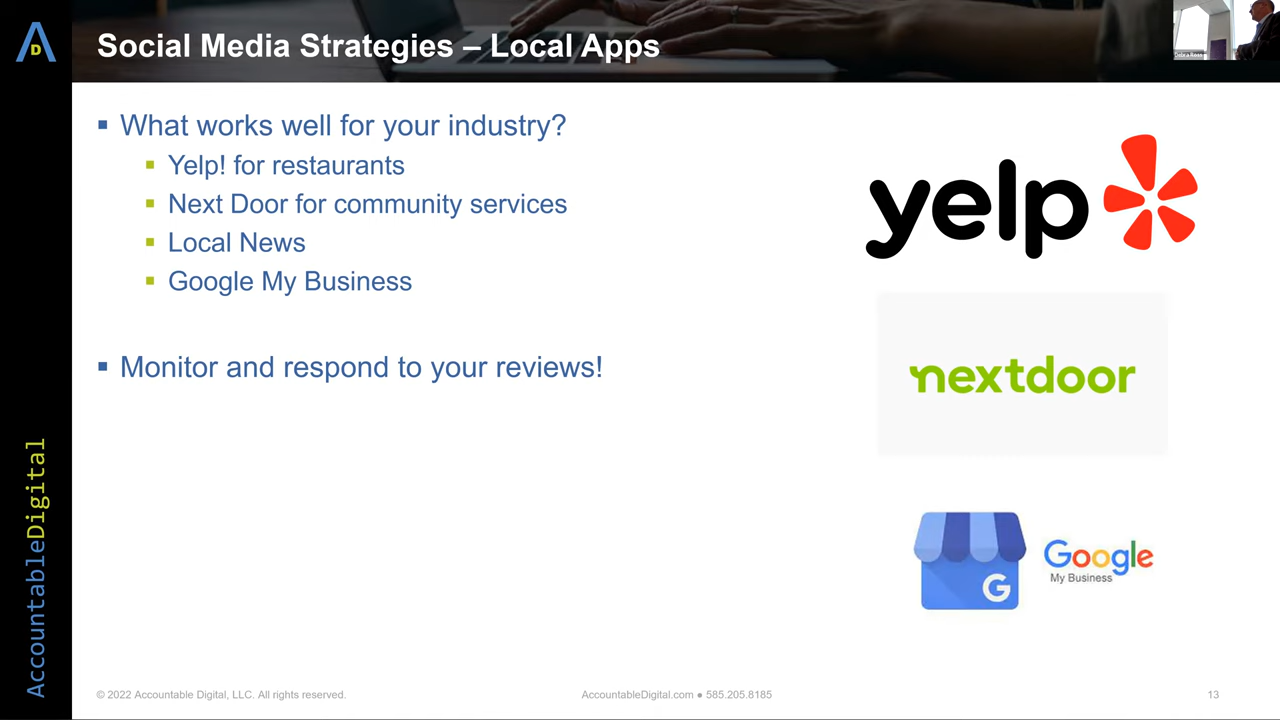 Social Media Strategies – Local Apps
What works well for your industry?
Yelp! for restaurants
Next Door for community services
Local News
Google My Business
Monitor and respond to your reviews!
yelp
nextdoor
G
Google
My Business
D
AccountableDigital
© 2022 Accountable Digital, LLC. All rights reserved.
AccountableDigital.com ● 585.205.8185
13